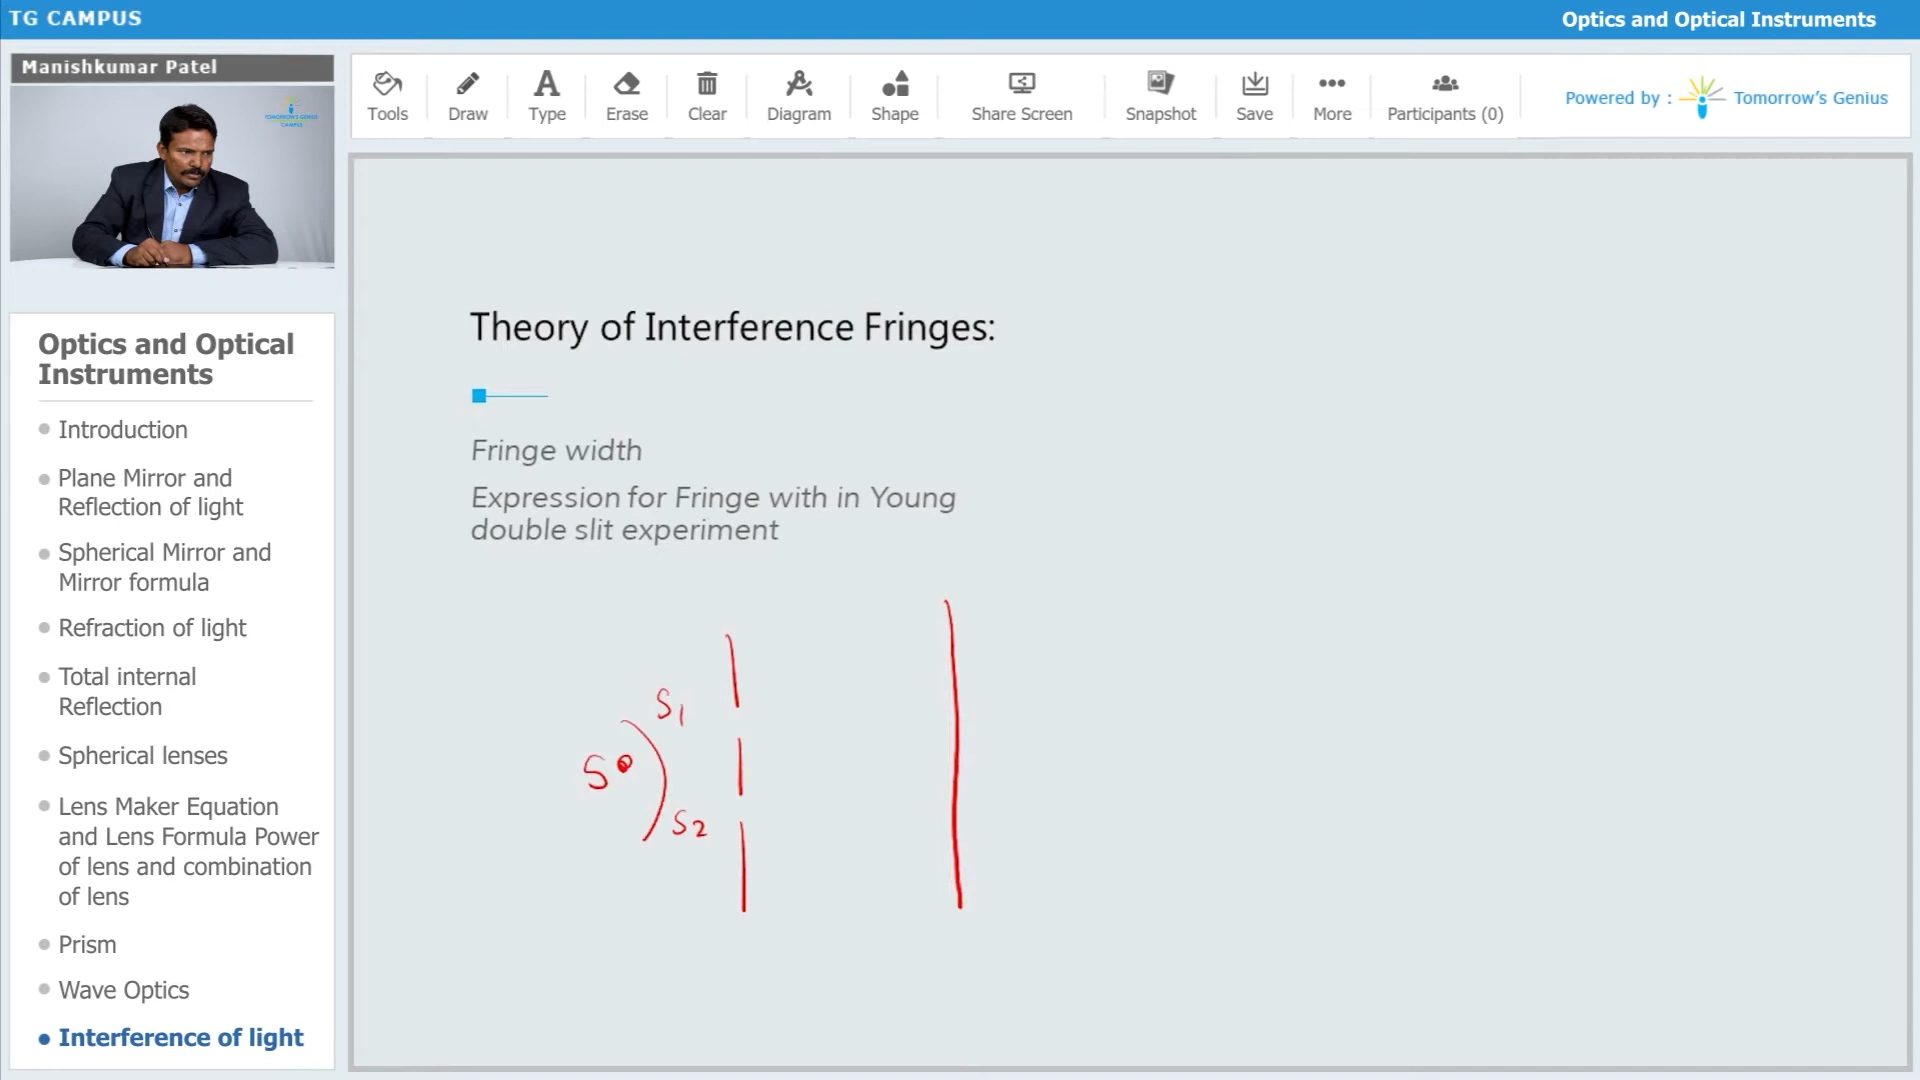 TG CAMPUS
Optics and Optical Instruments
Manishkumar Patel
TOMORROW'S GENIUS
CAMPUS
Tools
Draw
Type
Erase
Clear
Diagram
Shape
Share Screen
Snapshot
Save
More
Participants (0)
Powered by :
Tomorrow's Genius
Optics and Optical
Instruments
Introduction
Plane Mirror and
Reflection of light
Spherical Mirror and
Mirror formula
Refraction of light
Total internal
Reflection
Spherical lenses
Lens Maker Equation
and Lens Formula Power
of lens and combination
of lens
Prism
Wave Optics
Interference of light
Theory of Interference Fringes:
Fringe width
Expression for Fringe with in Young
double slit experiment
S1
S
S2